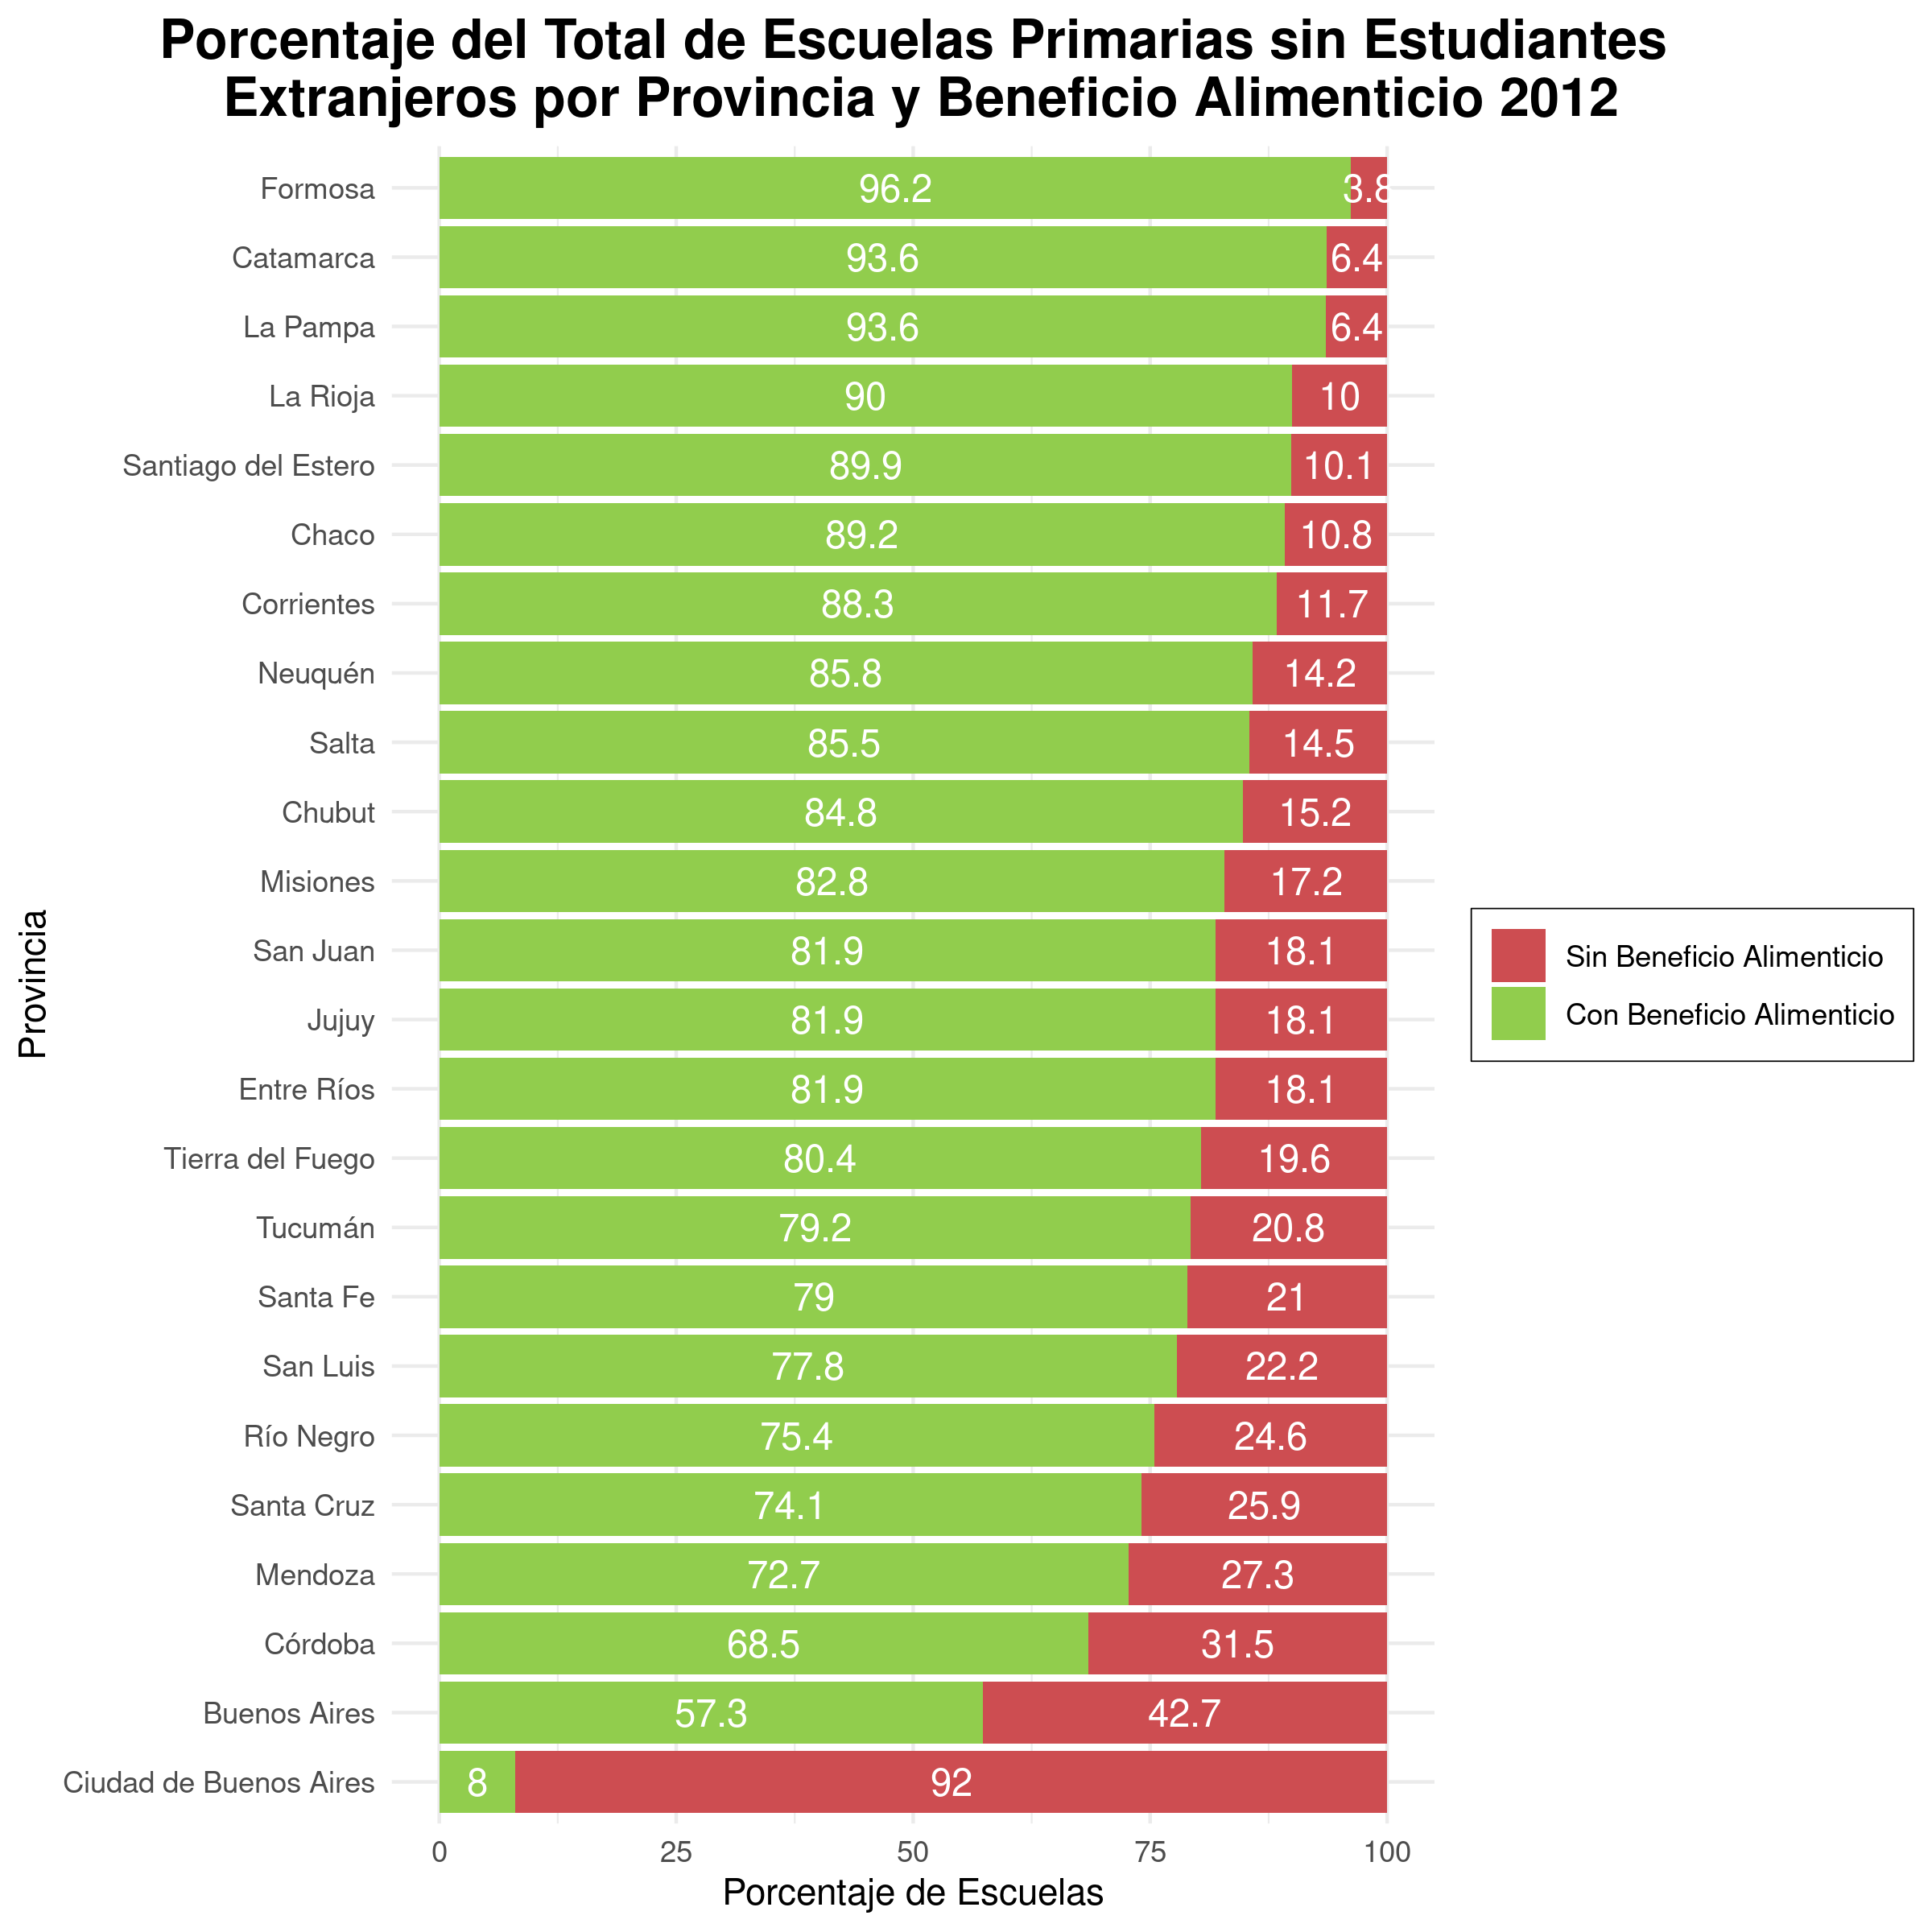 Porcentaje del Total de Escuelas Primarias sin Estudiantes
Extranjeros por Provincia y Beneficio Alimenticio 2012
Provincia
Formosa 96.2 3.8
Catamarca 93.6 6.4
La Pampa 93.6 6.4
La Rioja 90 10
Santiago del Estero 89.9 10.1
Chaco 89.2 10.8
Corrientes 88.3 11.7
Neuquén 85.8 14.2
Salta 85.5 14.5
Chubut 84.8 15.2
Misiones 82.8 17.2
San Juan 81.9 18.1
Jujuy 81.9 18.1
Entre Ríos 81.9 18.1
Tierra del Fuego 80.4 19.6
Tucumán 79.2 20.8
Santa Fe 79 21
San Luis 77.8 22.2
Río Negro 75.4 24.6
Santa Cruz 74.1 25.9
Mendoza 72.7 27.3
Córdoba 68.5 31.5
Buenos Aires 57.3 42.7
Ciudad de Buenos Aires 8 92
0 25 50 75 100
Porcentaje de Escuelas
Sin Beneficio Alimenticio
Con Beneficio Alimenticio